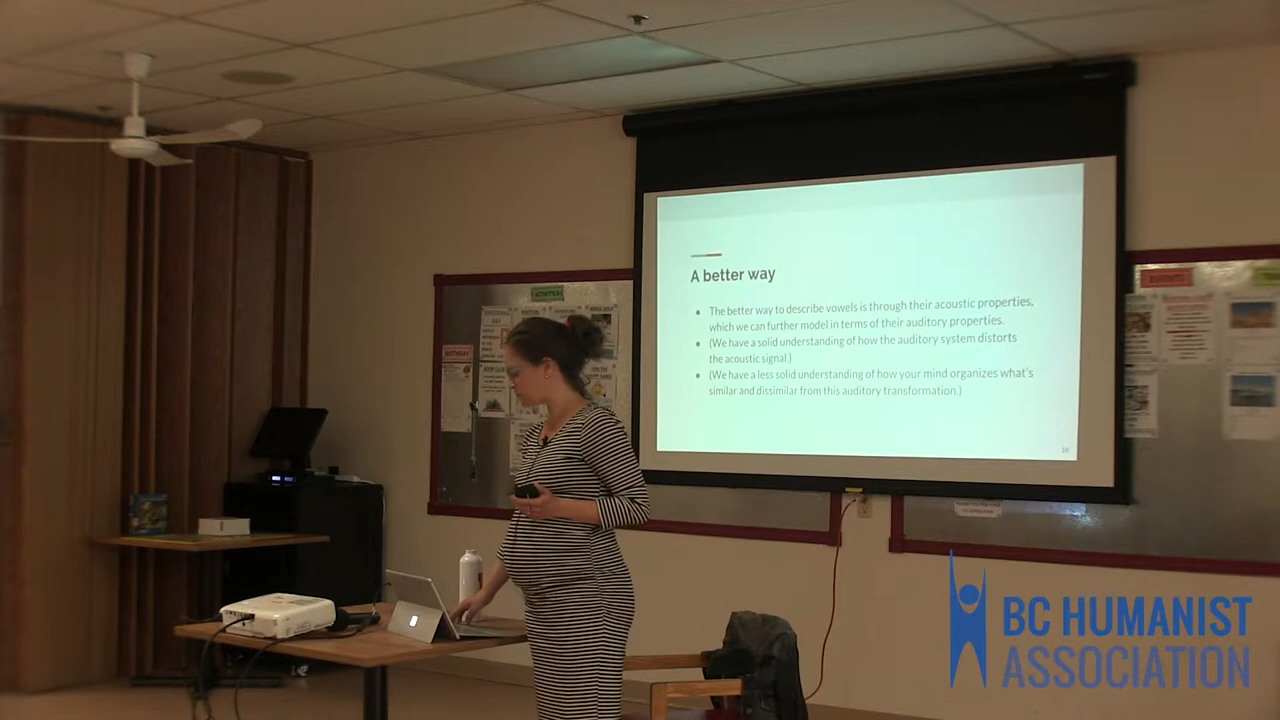 A better way
The better way to describe vowels is through their acoustic properties,
which we can further model in terms of their auditory properties.
(We have a solid understanding of how the auditory system distorts
the acoustic signal.)
(We have a less solid understanding of how your mind organizes what's
similar and dissimilar from this auditory transformation.)
BIRTHDAY
BC HUMANIST
ASSOCIATION